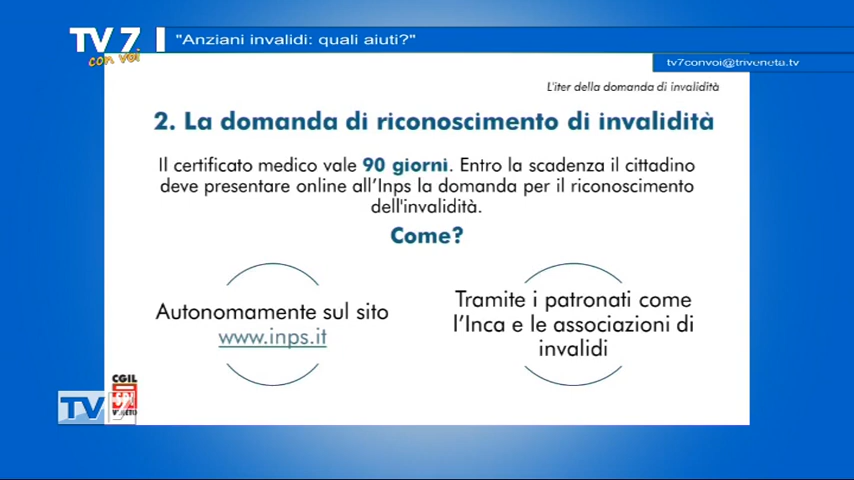 TV 7
con voi
"Anziani invalidi: quali aiuti?"
tv7convoi@triveneta.tv
L'iter della domanda di invalidità
2. La domanda di riconoscimento di invalidità
Il certificato medico vale 90 giorni. Entro la scadenza il cittadino
deve presentare online all'Inps la domanda per il riconoscimento
dell'invalidità.
Come?
Autonomamente sul sito
www.inps.it
Tramite i patronati come
l'Inca e le associazioni di
invalidi
CGIL
TV7